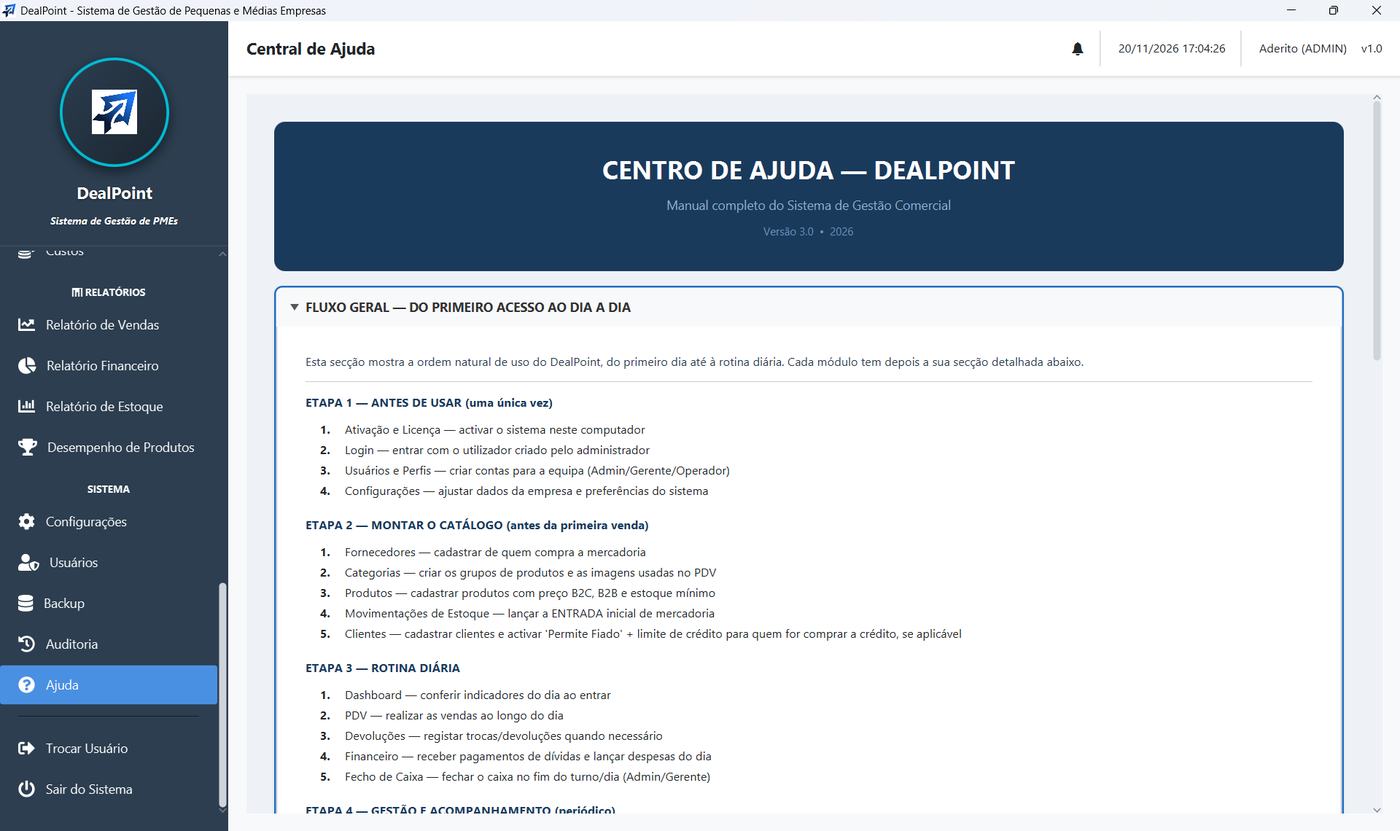 DealPoint - Sistema de Gestão de Pequenas e Médias Empresas
DealPoint
Sistema de Gestão de PMEs
Custos
RELATÓRIOS
Relatório de Vendas
Relatório Financeiro
Relatório de Estoque
Desempenho de Produtos
SISTEMA
Configurações
Usuários
Backup
Auditoria
Ajuda
Trocar Usuário
Sair do Sistema
Central de Ajuda
20/11/2026 17:04:26
Aderito (ADMIN)
v1.0
CENTRO DE AJUDA — DEALPOINT
Manual completo do Sistema de Gestão Comercial
Versão 3.0 • 2026
FLUXO GERAL — DO PRIMEIRO ACESSO AO DIA A DIA
Esta secção mostra a ordem natural de uso do DealPoint, do primeiro dia até à rotina diária. Cada módulo tem depois a sua secção detalhada abaixo.
ETAPA 1 — ANTES DE USAR (uma única vez)
1. Ativação e Licença — activar o sistema neste computador
2. Login — entrar com o utilizador criado pelo administrador
3. Usuários e Perfis — criar contas para a equipa (Admin/Gerente/Operador)
4. Configurações — ajustar dados da empresa e preferências do sistema
ETAPA 2 — MONTAR O CATÁLOGO (antes da primeira venda)
1. Fornecedores — cadastrar de quem compra a mercadoria
2. Categorias — criar os grupos de produtos e as imagens usadas no PDV
3. Produtos — cadastrar produtos com preço B2C, B2B e estoque mínimo
4. Movimentações de Estoque — lançar a ENTRADA inicial de mercadoria
5. Clientes — cadastrar clientes e activar 'Permite Fiado' + limite de crédito para quem for comprar a crédito, se aplicável
ETAPA 3 — ROTINA DIÁRIA
1. Dashboard — conferir indicadores do dia ao entrar
2. PDV — realizar as vendas ao longo do dia
3. Devoluções — registar trocas/devoluções quando necessário
4. Financeiro — receber pagamentos de dívidas e lançar despesas do dia
5. Fecho de Caixa — fechar o caixa no fim do turno/dia (Admin/Gerente)
ETAPA 4 — GESTÃO E ACOMPANHAMENTO (periódico)